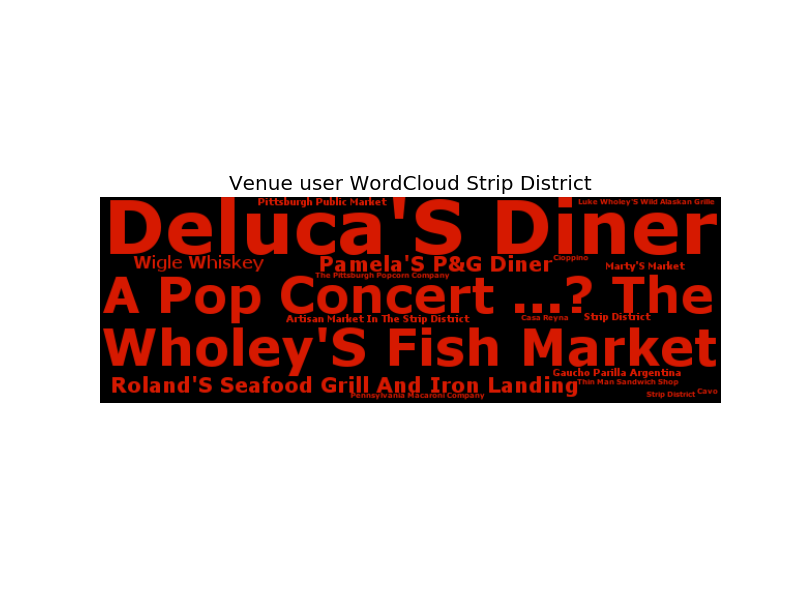 Venue user WordCloud Strip District
Pittsburgh Public Market
Luke Wholey'S Wild Alaskan Grille
Deluca'S Diner
Wigle Whiskey
Pamela'S P&G Diner
Cioppino
Marty'S Market
The Pittsburgh Popcorn Company
A Pop Concert ...? The
Artisan Market In The Strip District
Casa Reyna
Strip District
Wholey'S Fish Market
Gaucho Parilla Argentina
Roland'S Seafood Grill And Iron Landing
Thin Man Sandwich Shop
Pennsylvania Macaroni Company
Strip District
Cavo